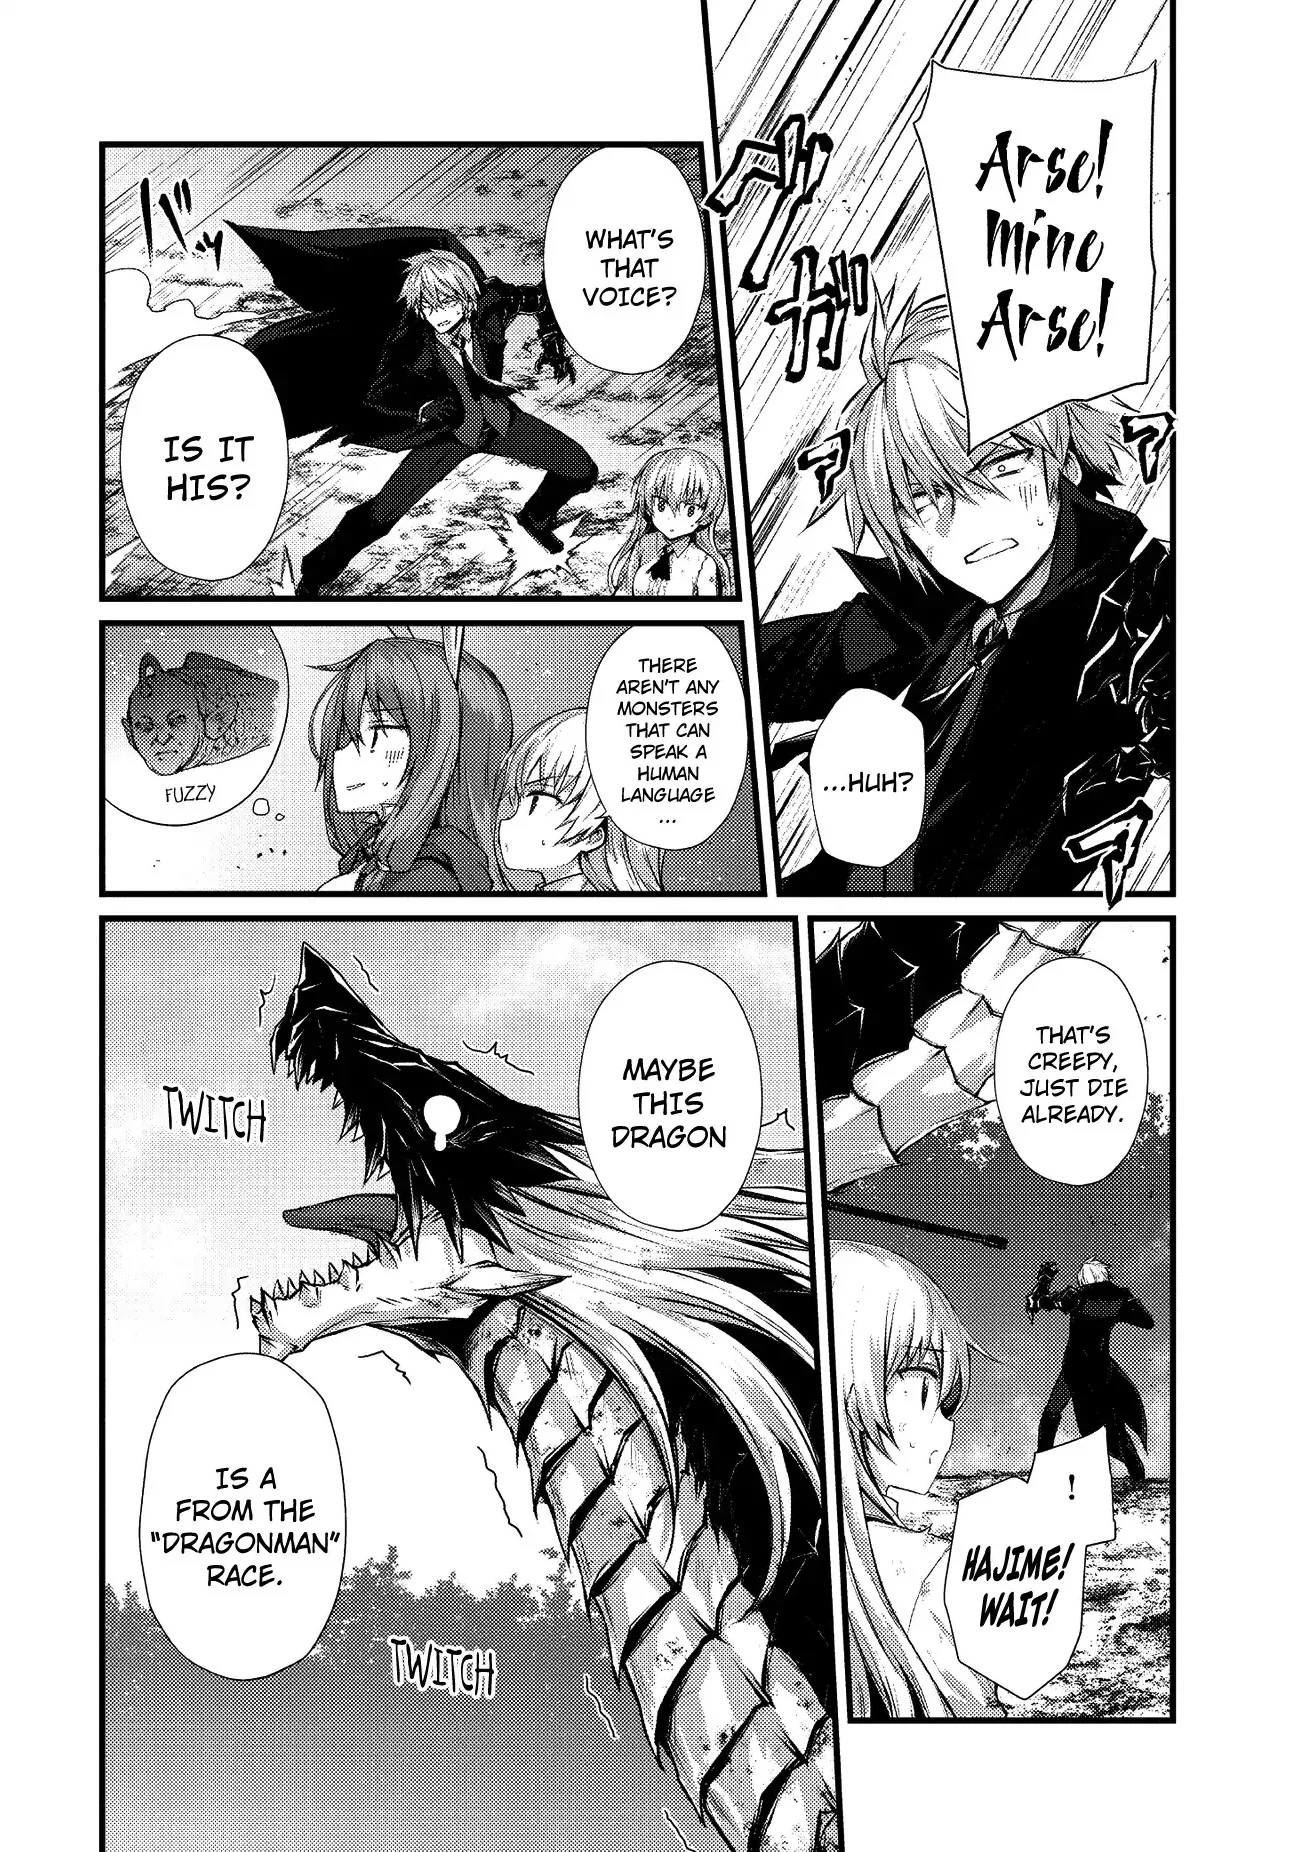 Arse!
Mine
Arse!
...HUH?
WHAT'S
THAT
VOICE?
IS IT
HIS?
THERE
AREN'T ANY
MONSTERS
THAT CAN
SPEAK A
HUMAN
LANGUAGE
...
FUZZY
THAT'S
CREEPY,
JUST DIE
ALREADY.
!
HAJIME!
WAIT!
MAYBE
THIS
DRAGON
TWITCH
IS A
FROM THE
"DRAGONMAN"
RACE.
TWITCH